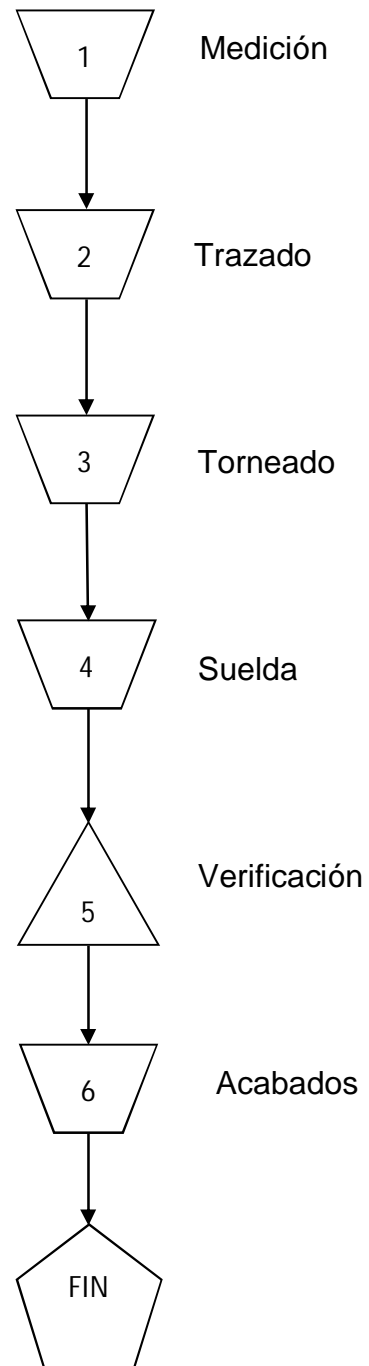 1 Medición
2 Trazado
3 Torneado
4 Suelda
5 Verificación
6 Acabados
FIN